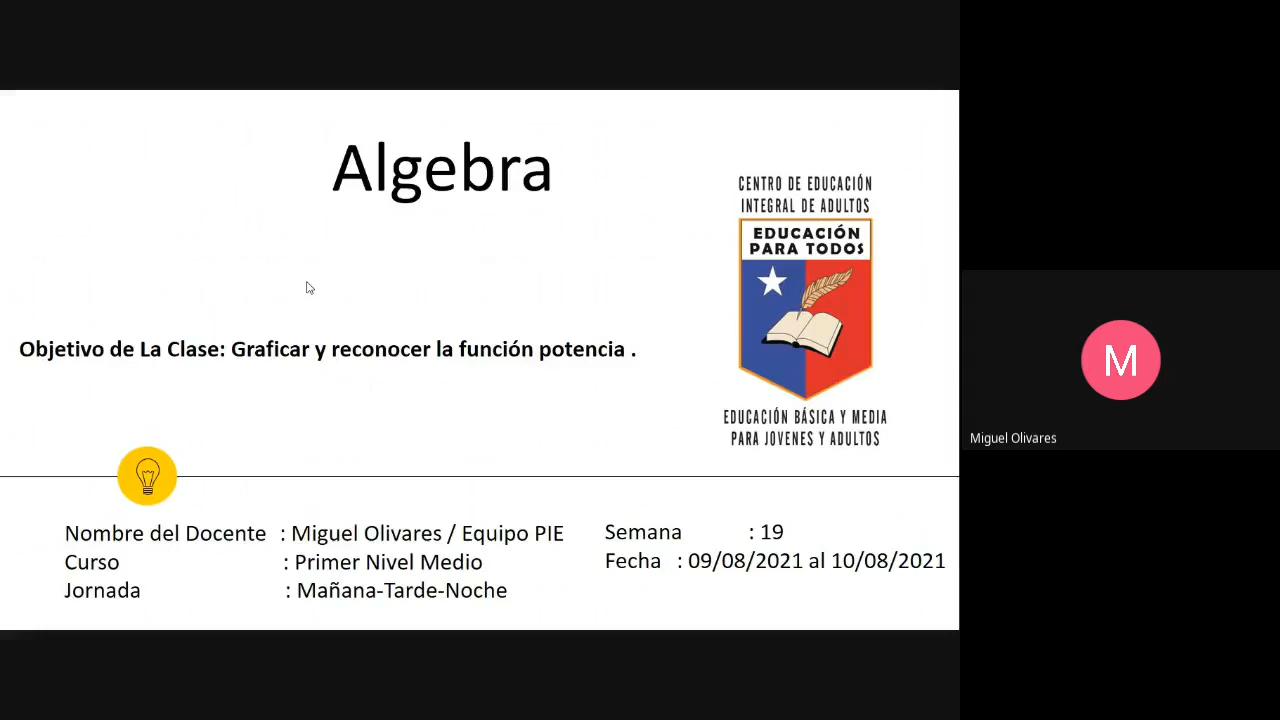 Algebra
CENTRO DE EDUCACIÓN
INTEGRAL DE ADULTOS
EDUCACIÓN
PARA TODOS
Objetivo de La Clase: Graficar y reconocer la función potencia .
EDUCACIÓN BÁSICA Y MEDIA
PARA JOVENES Y ADULTOS
Nombre del Docente : Miguel Olivares / Equipo PIE
Curso : Primer Nivel Medio
Jornada : Mañana-Tarde-Noche
Semana : 19
Fecha : 09/08/2021 al 10/08/2021
M
Miguel Olivares